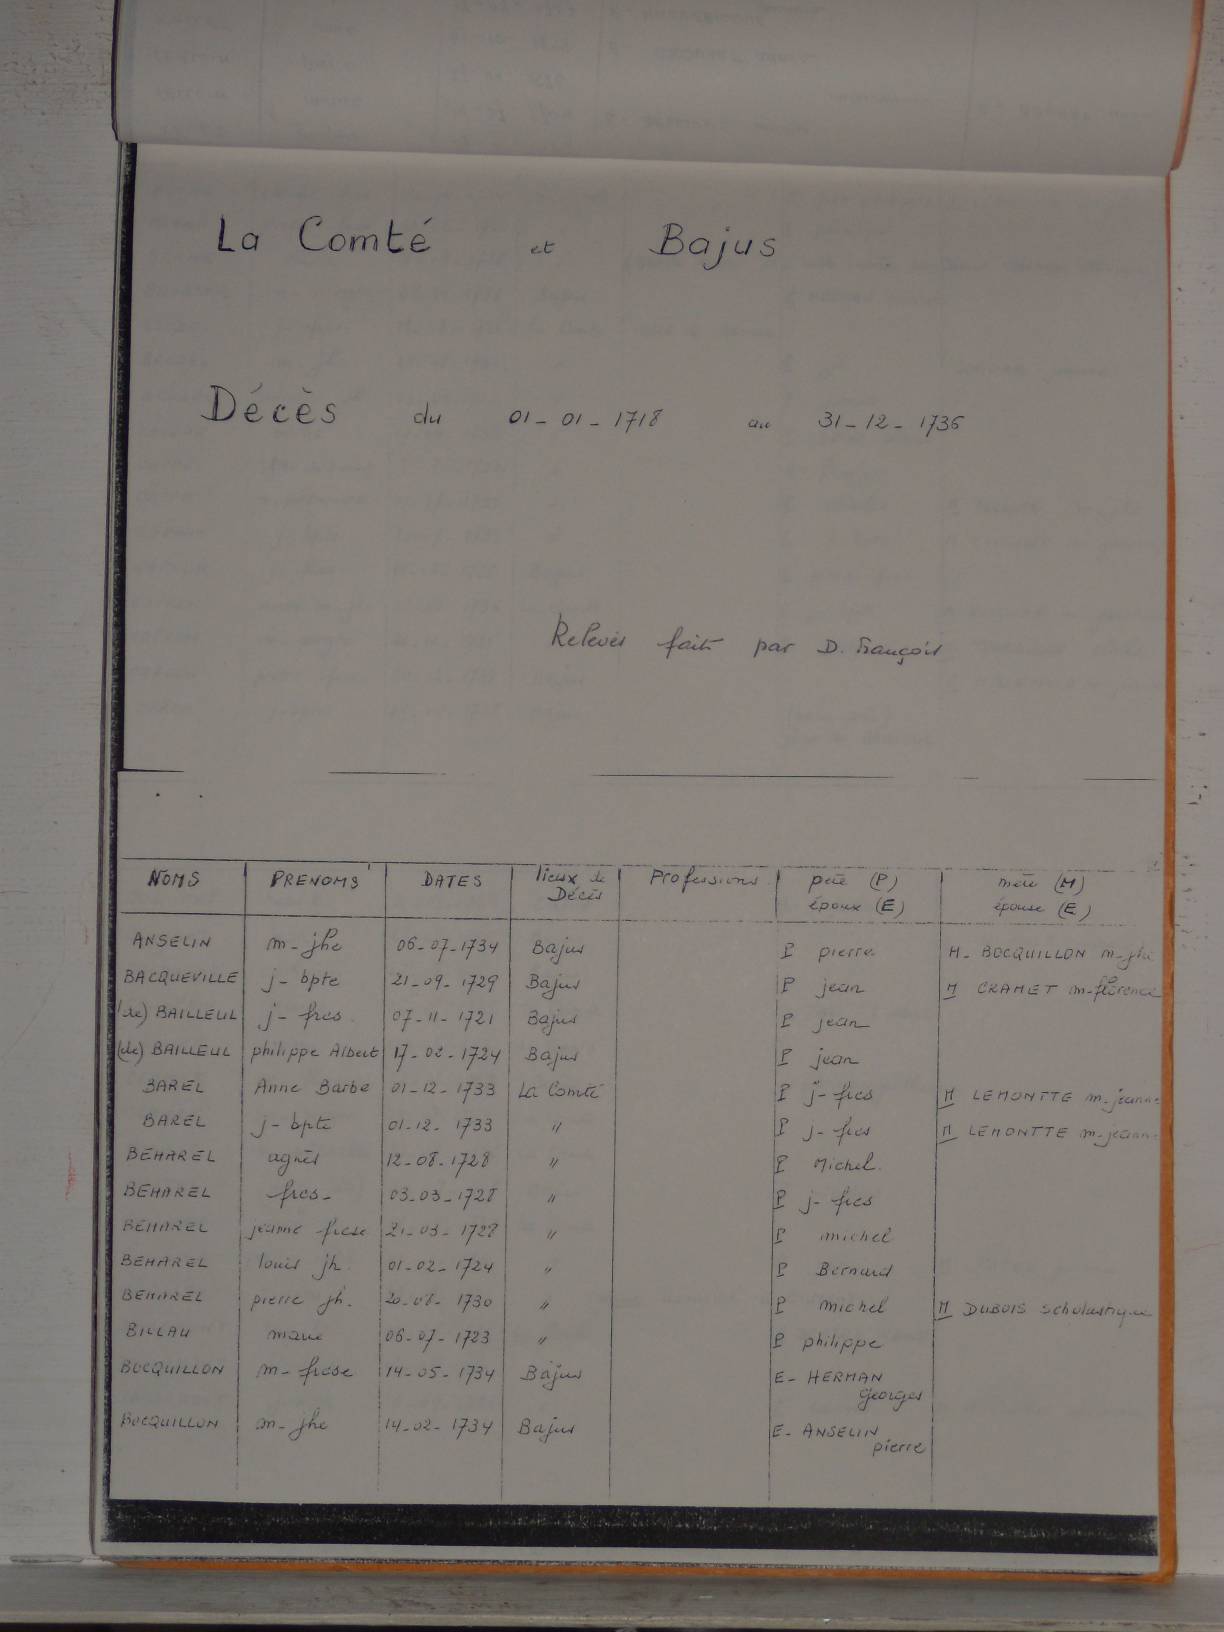 La Comté et Bajus
Décès du 01-01-1718 au 31-12-1736
Relevés fait par D. François
NOMS PRENOMS DATES lieux de Décès Professions père (P) époux (E) mère (M) épouse (E)
ANSELIN m-jhe 06-07-1734 Bajus P pierre M- BOCQUILLON m-jhe
BACQUEVILLE j-bpte 21-09-1729 Bajus P jean M CRAMET m-florence
(de) BAILLEUL j-fres 07-11-1721 Bajus P jean
(de) BAILLEUL philippe Albert 17-02-1724 Bajus P jean
BAREL Anne Barbe 01-12-1733 La Comté P j-fres M LEMONTTE m-jeanne
BAREL j-bpte 01-12-1733 " P j-fres M LEMONTTE m-jeanne
BEHAREL agnès 12-08-1728 " P Michel.
BEHAREL fres- 03-03-1728 " P j-fres
BEHAREL jeanne frcse 21-03-1728 " P michel
BEHAREL louis jh. 01-02-1724 " P Bernard
BEHAREL pierre jh. 20-08-1730 " P michel M DUBOIS scholastique
BILLAU marie 06-07-1723 " P philippe
BOCQUILLON m-frcse 14-05-1734 Bajus E- HERMAN
Georges
BOCQUILLON m-jhe 14-02-1734 Bajus E- ANSELIN
pierre